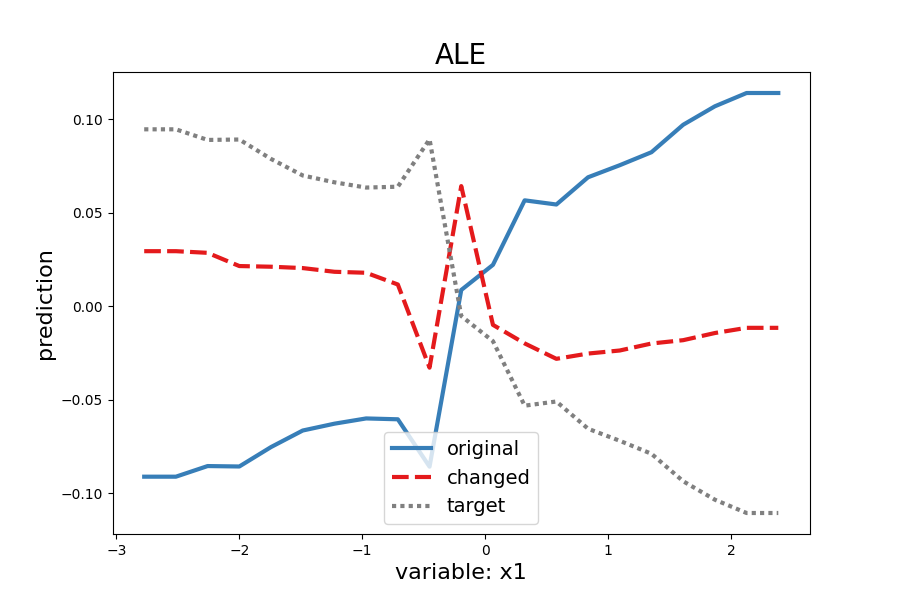 ALE
prediction
0.10
0.05
0.00
−0.05
−0.10
original
changed
target
−3 −2 −1 0 1 2
variable: x1